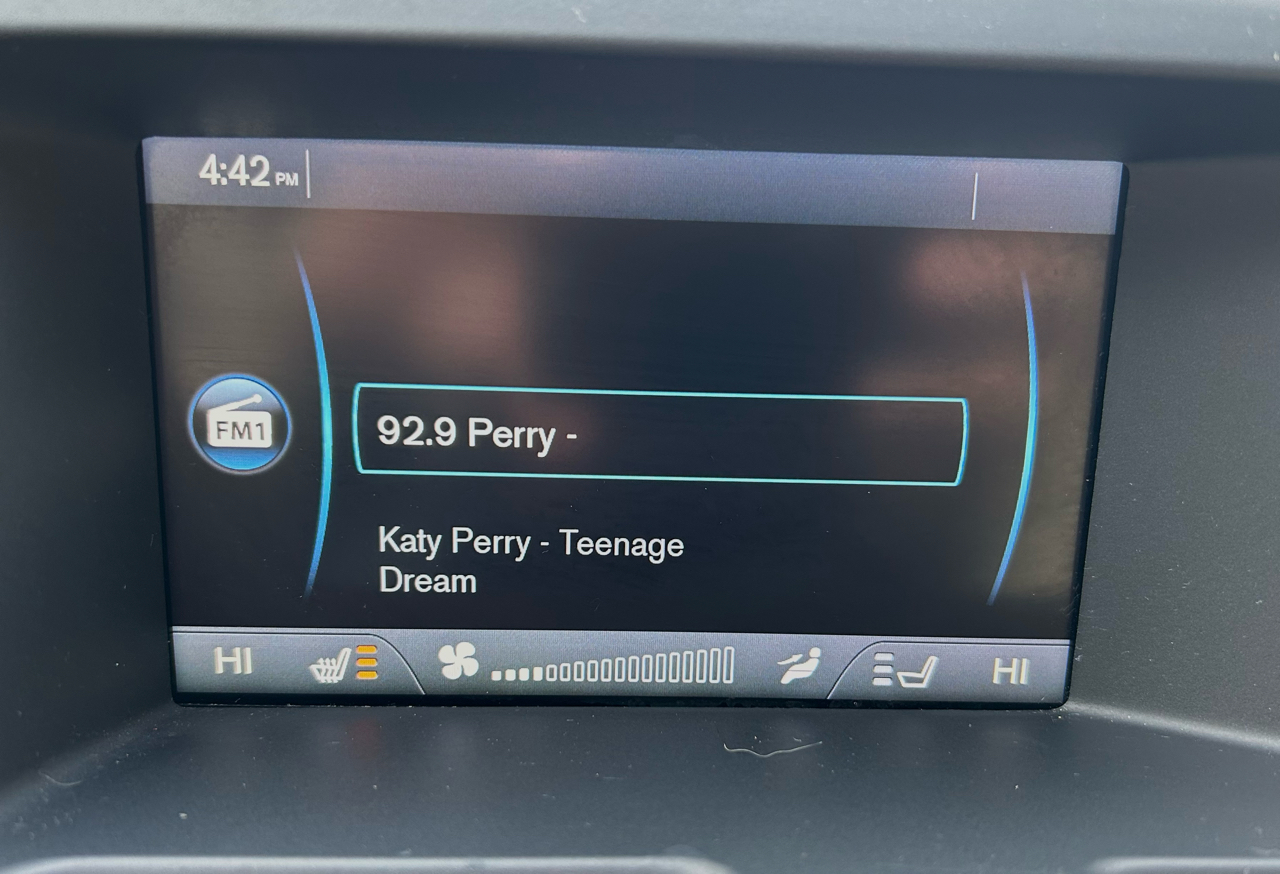 4:42 PM
FM1
92.9 Perry -
Katy Perry - Teenage
Dream
HI
HI